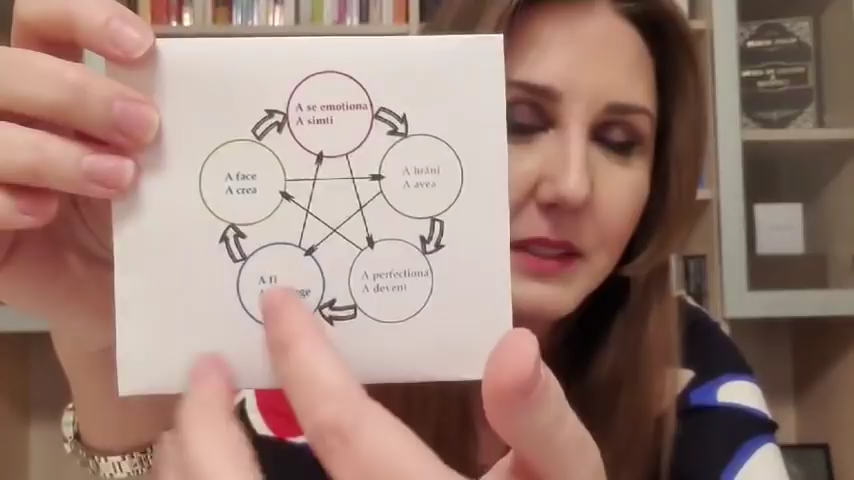 A se emoționa
A simți
A hrăni
A avea
A perfecționa
A deveni
A fi
A face
A crea